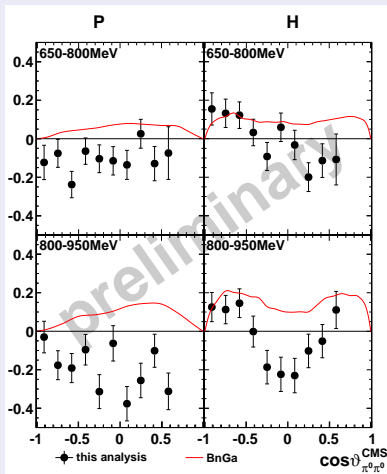 P H
0.4
0.2
0
-0.2
-0.4
650-800MeV
650-800MeV
0.4
0.2
0
-0.2
-0.4
800-950MeV
800-950MeV
preliminary
-1 -0.5 0 0.5 -1 -0.5 0 0.5 1
this analysis BnGa
cosϑ^CMS_π⁰π⁰